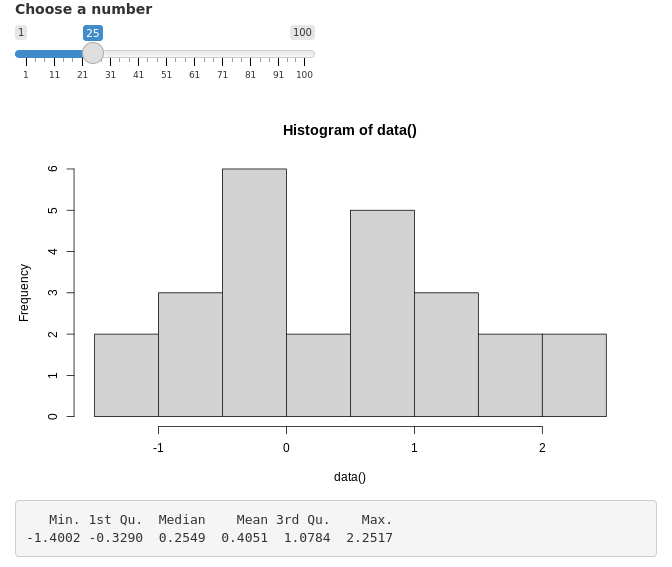 Choose a number
1 25 100
1 11 21 31 41 51 61 71 81 91 100
Histogram of data()
Frequency
6
5
4
3
2
1
0
-1 0 1 2
data()
Min. 1st Qu. Median Mean 3rd Qu. Max.
-1.4002 -0.3290 0.2549 0.4051 1.0784 2.2517